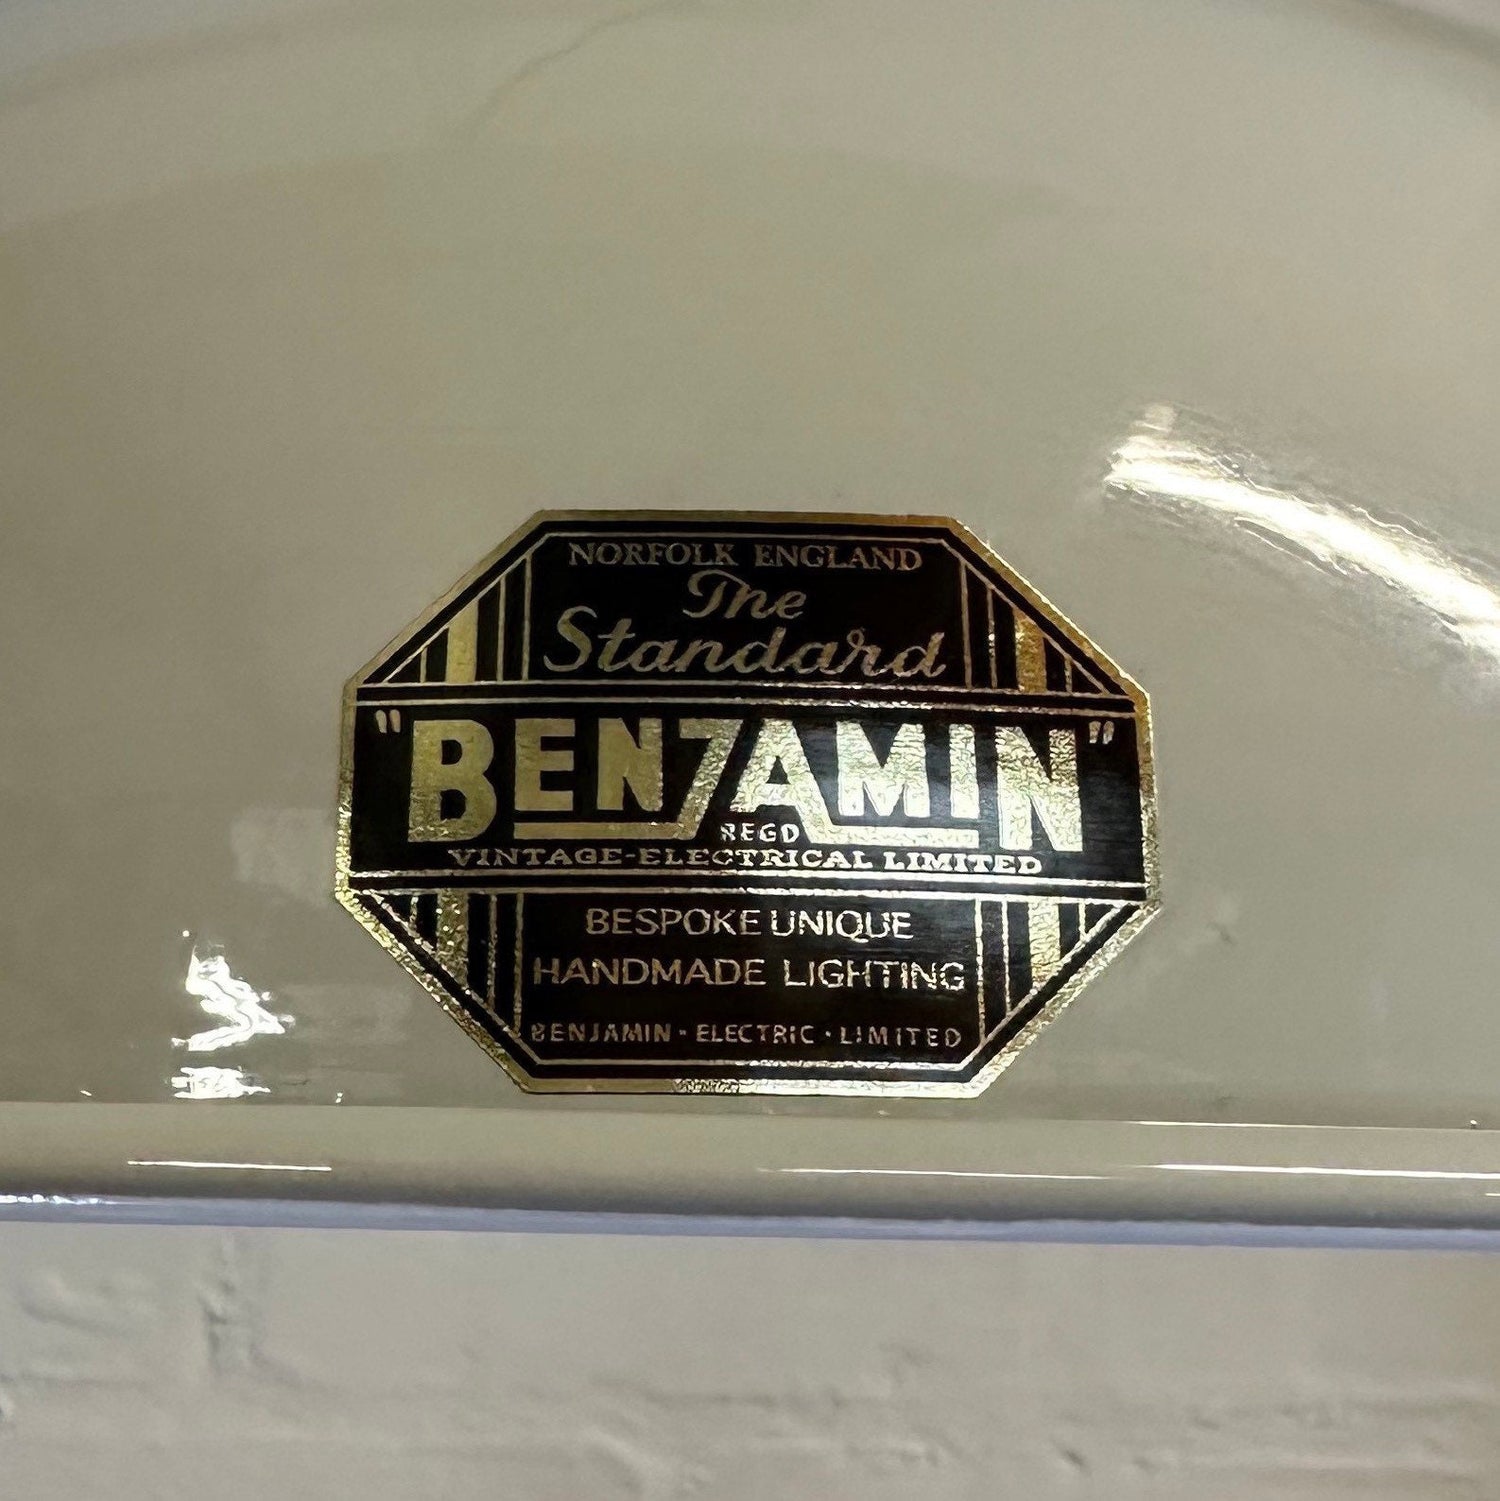 NORFOLK ENGLAND
The
Standard
"BENJAMIN"
REGD
VINTAGE-ELECTRICAL LIMITED
BESPOKE UNIQUE
HANDMADE LIGHTING
BENJAMIN · ELECTRIC · LIMITED